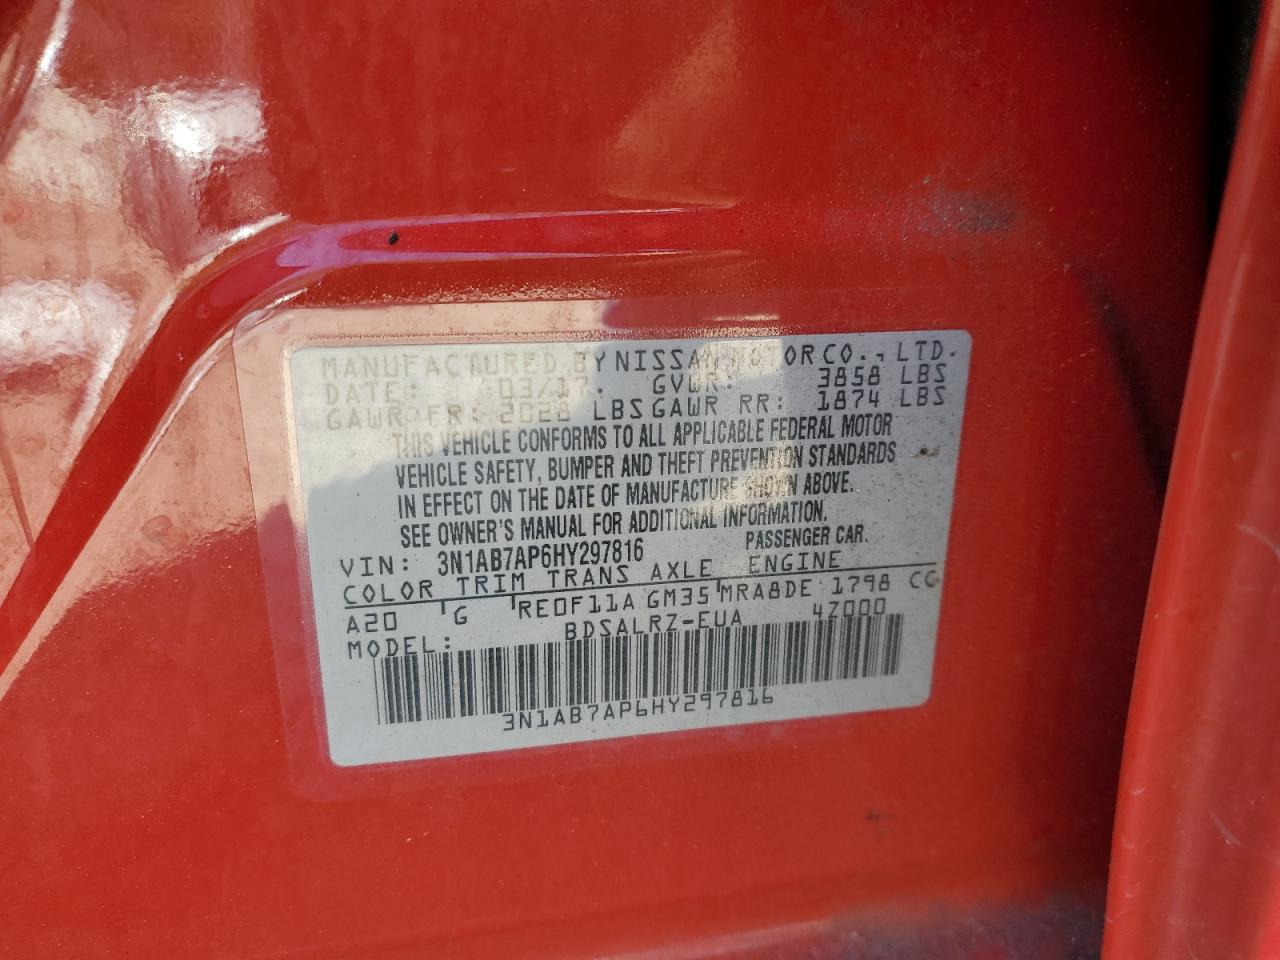 MANUFACTURED BY NISSAN MOTOR CO., LTD.
DATE: 03/17. GVWR: 3858 LBS
GAWR FR: 2028 LBS GAWR RR: 1874 LBS
THIS VEHICLE CONFORMS TO ALL APPLICABLE FEDERAL MOTOR
VEHICLE SAFETY, BUMPER AND THEFT PREVENTION STANDARDS
IN EFFECT ON THE DATE OF MANUFACTURE SHOWN ABOVE.
SEE OWNER'S MANUAL FOR ADDITIONAL INFORMATION.
VIN: 3N1AB7AP6HY297816 PASSENGER CAR.
COLOR TRIM TRANS AXLE ENGINE
A20 G RE0F11A GM35 MRA8DE 1798 CC
MODEL: BDSALRZ-EUA 4Z000
3N1AB7AP6HY297816